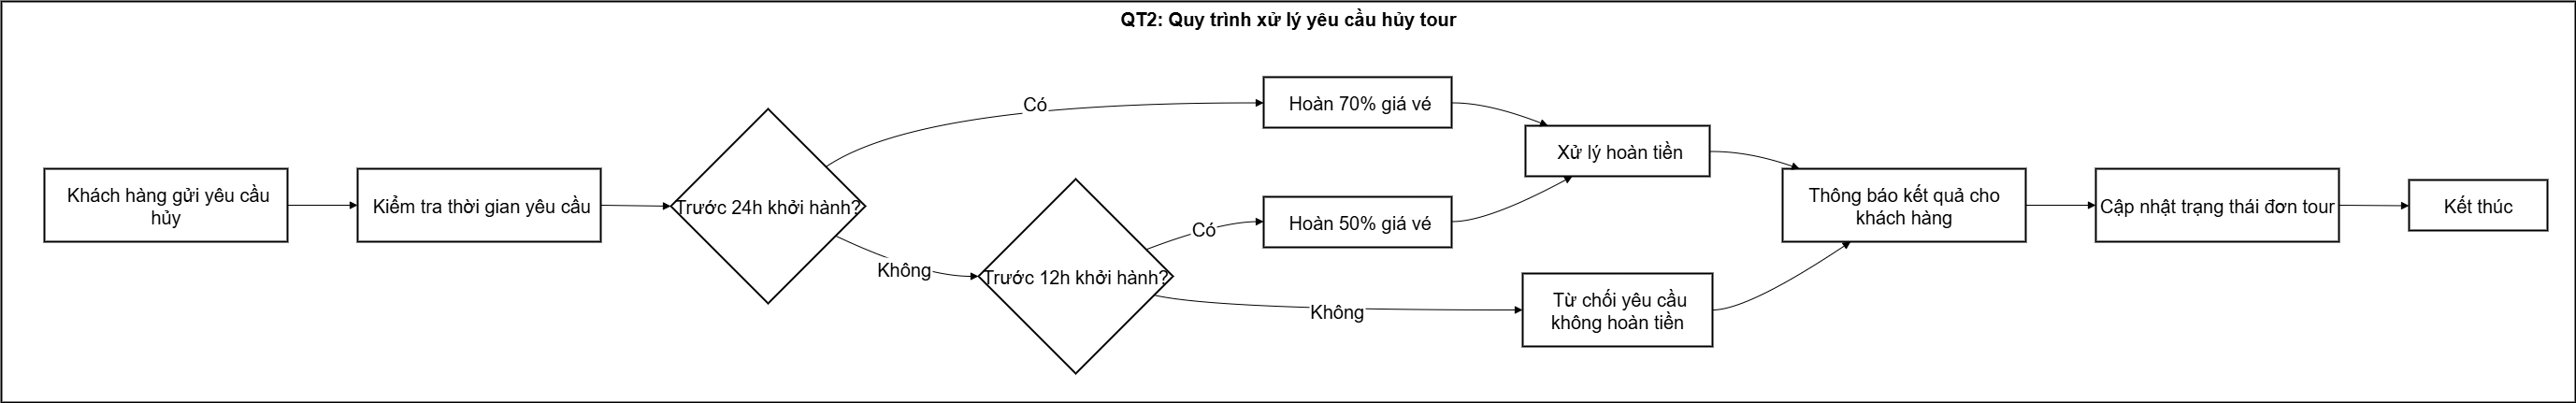 QT2: Quy trình xử lý yêu cầu hủy tour
Khách hàng gửi yêu cầu
hủy
Kiểm tra thời gian yêu cầu
Trước 24h khởi hành?
Có
Không
Trước 12h khởi hành?
Có
Không
Hoàn 70% giá vé
Hoàn 50% giá vé
Xử lý hoàn tiền
Từ chối yêu cầu
không hoàn tiền
Thông báo kết quả cho
khách hàng
Cập nhật trạng thái đơn tour
Kết thúc